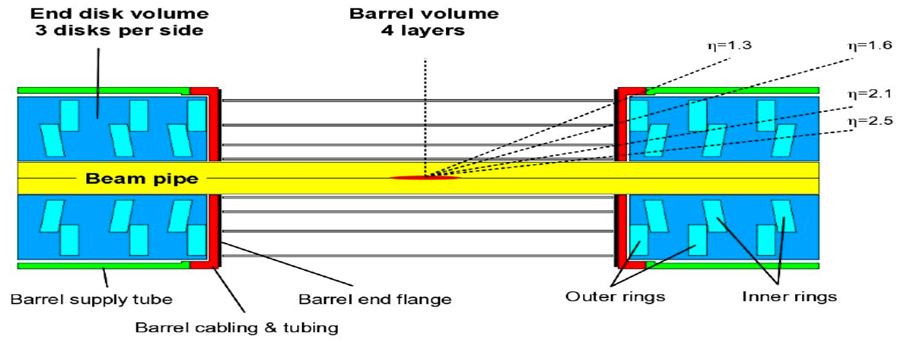 End disk volume
3 disks per side
Barrel volume
4 layers
η=1.3
η=1.6
η=2.1
η=2.5
Beam pipe
Barrel supply tube
Barrel cabling & tubing
Barrel end flange
Outer rings
Inner rings